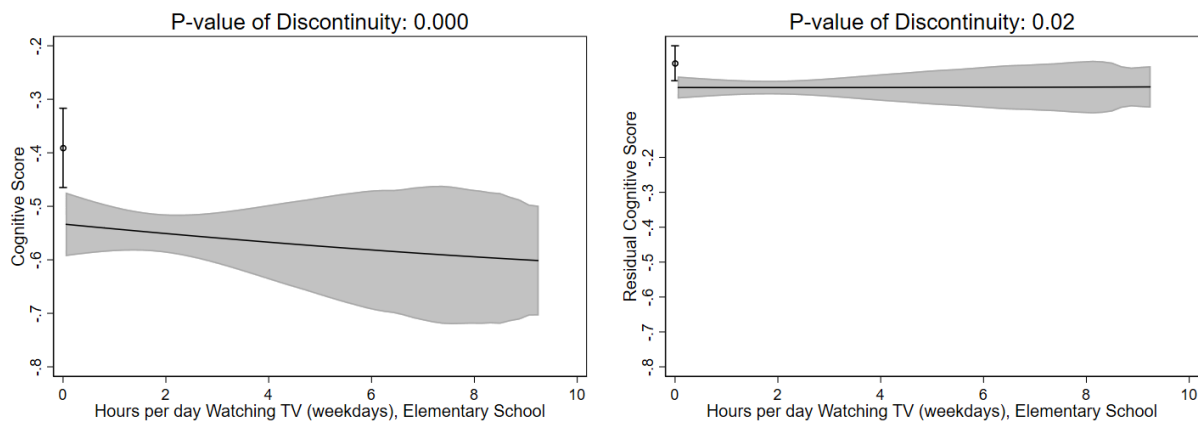 P-value of Discontinuity: 0.000
-.2
-.3
-.4
-.5
-.6
-.7
-.8
Cognitive Score
0 2 4 6 8 10
Hours per day Watching TV (weekdays), Elementary School
P-value of Discontinuity: 0.02
-.2
-.3
-.4
-.5
-.6
-.7
-.8
Residual Cognitive Score
0 2 4 6 8 10
Hours per day Watching TV (weekdays), Elementary School